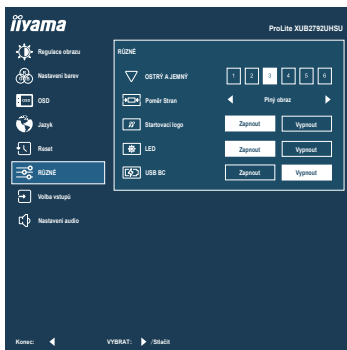 iiyama
ProLite XUB2792UHSU
Regulace obrazu
Nastavení barev
OSD
OSD
Jazyk
Reset
RŮZNÉ
Volba vstupů
Nastavení audio
RŮZNÉ
OSTRÝ A JEMNÝ 1 2 3 4 5 6
Poměr Stran Plný obraz
Startovací logo Zapnout Vypnout
LED Zapnout Vypnout
USB BC Zapnout Vypnout
Konec: VYBRAT: /Stlačit